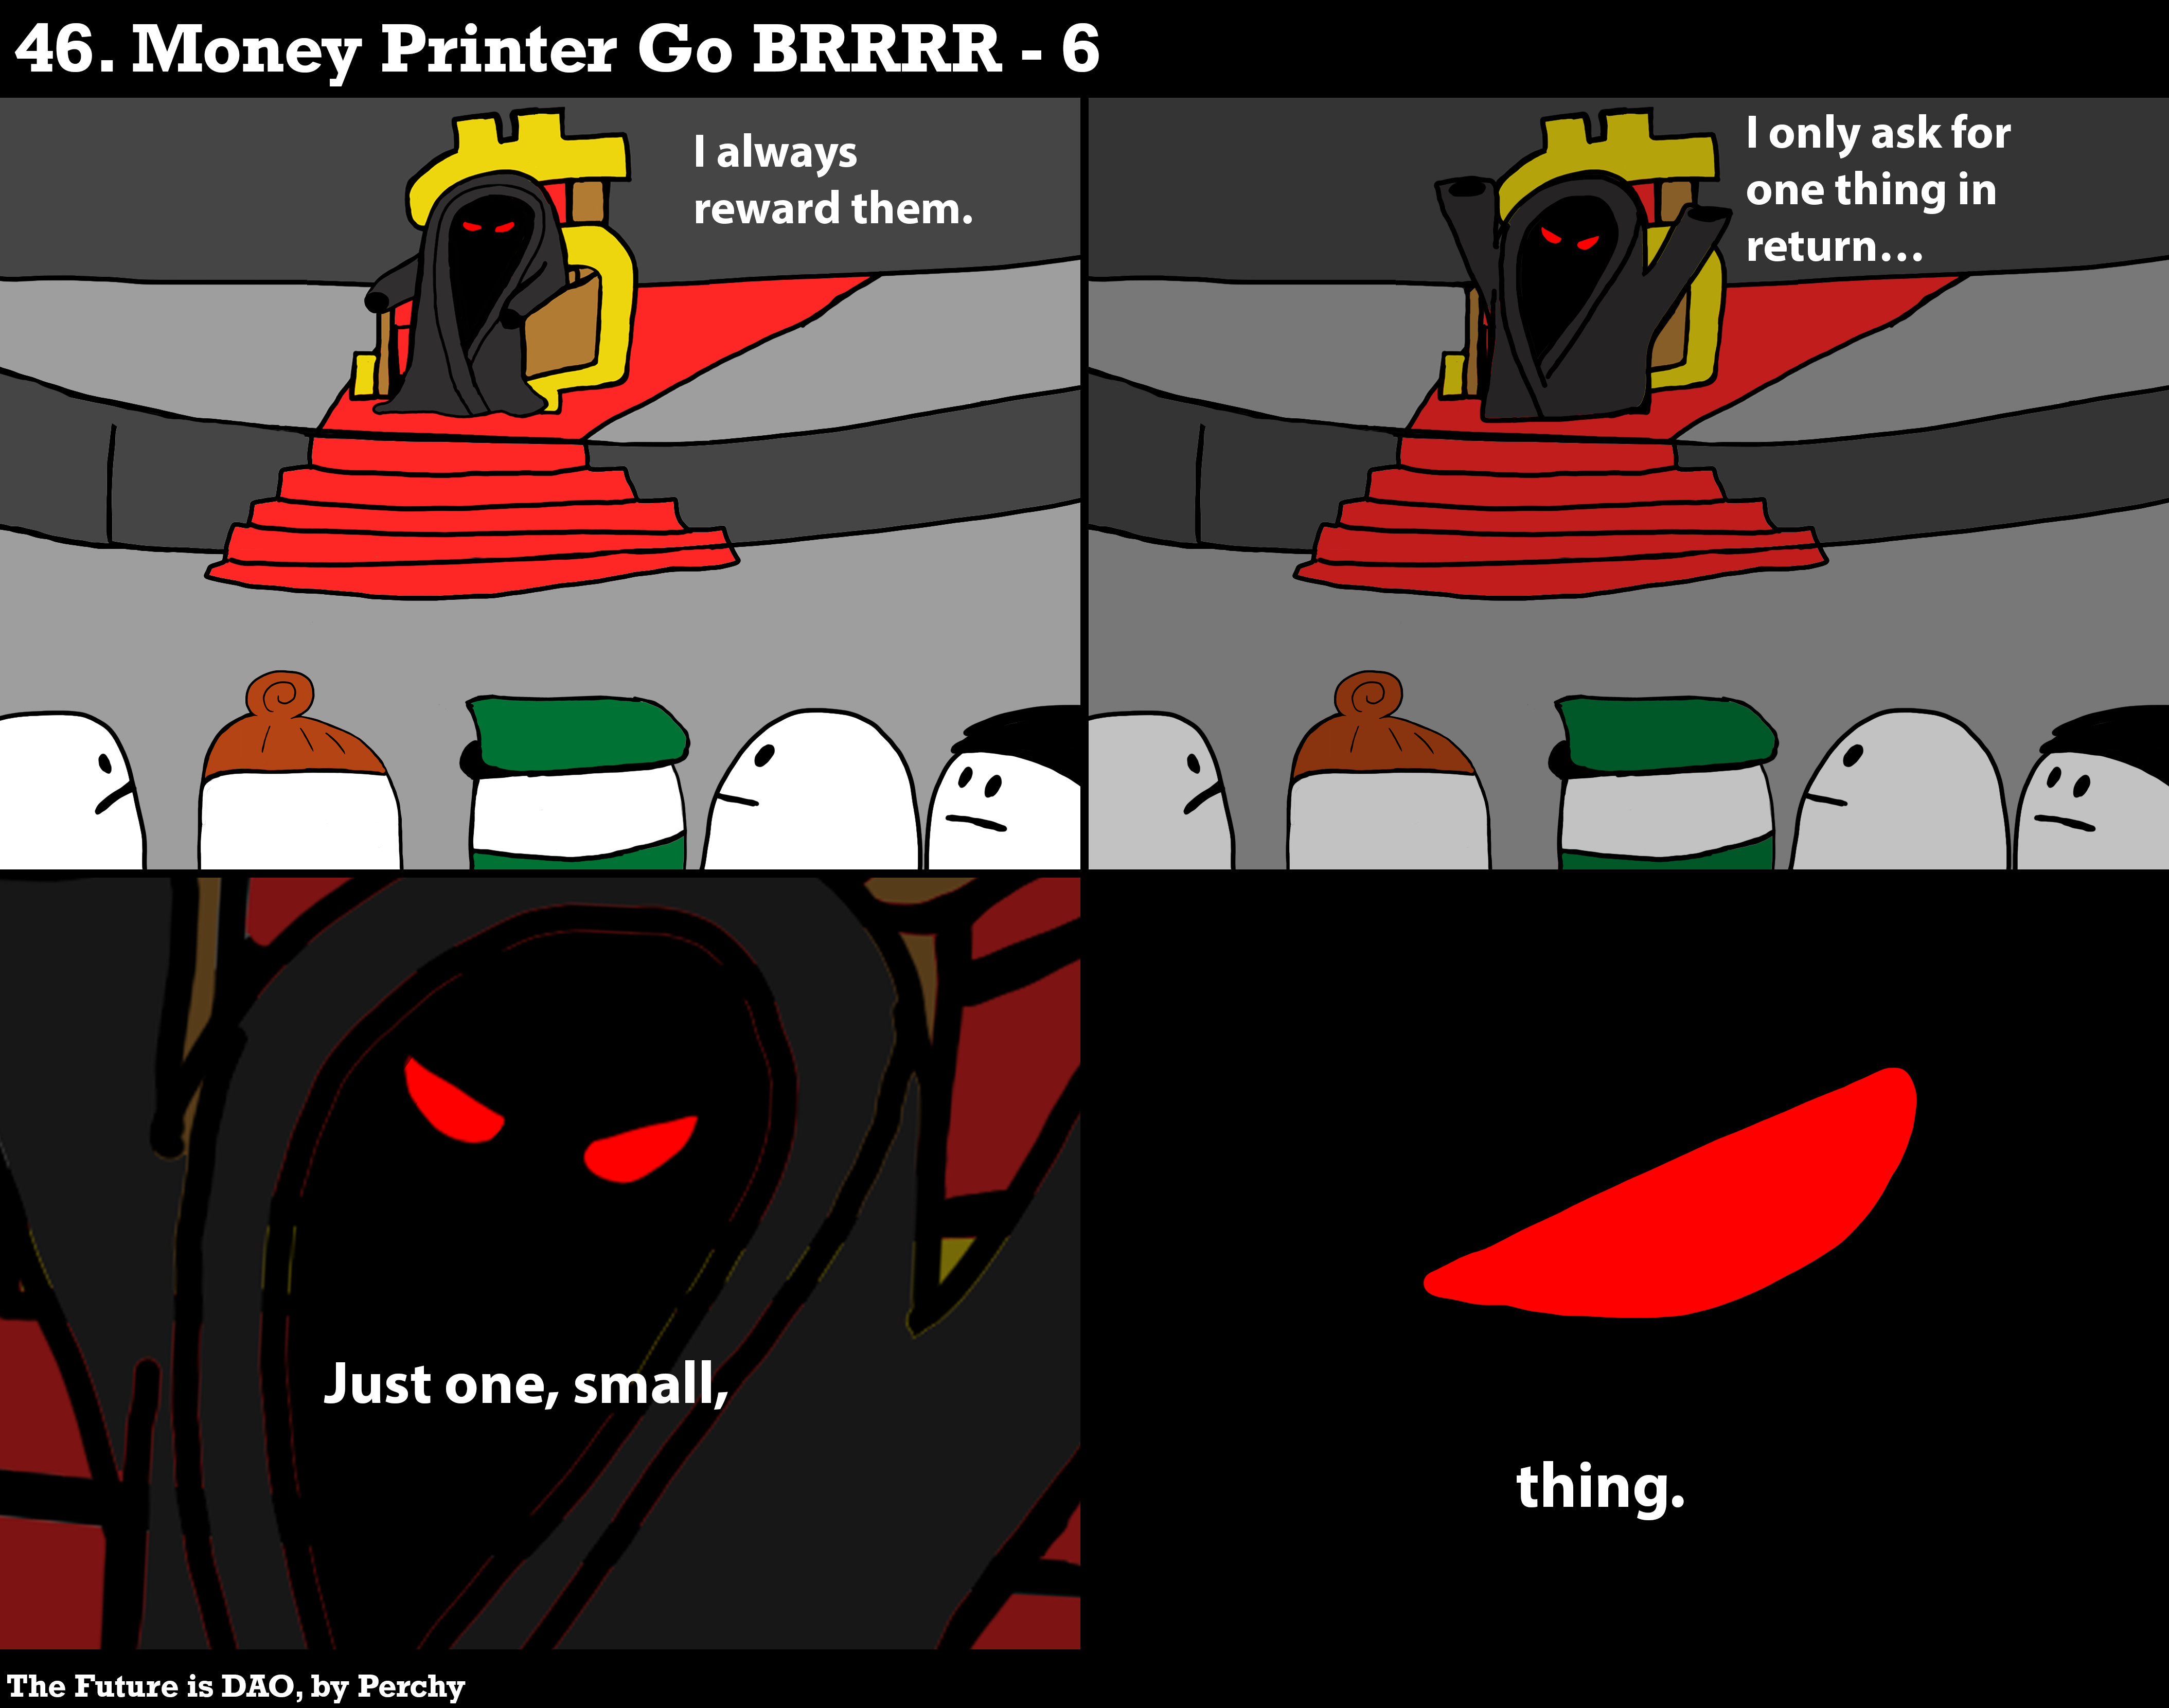 46. Money Printer Go BRRRR - 6
I always
reward them.
I only ask for
one thing in
return...
Just one, small,
thing.
The Future is DAO, by Perchy